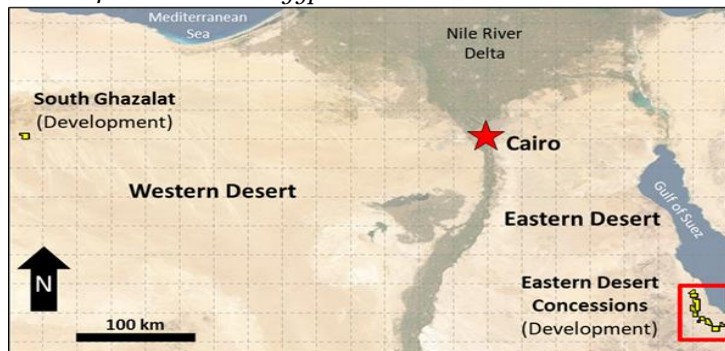 Mediterranean
Sea
Nile River
Delta
South Ghazalat
(Development)
Cairo
Western Desert
Eastern Desert
Gulf of Suez
Eastern Desert
Concessions
(Development)
N
100 km